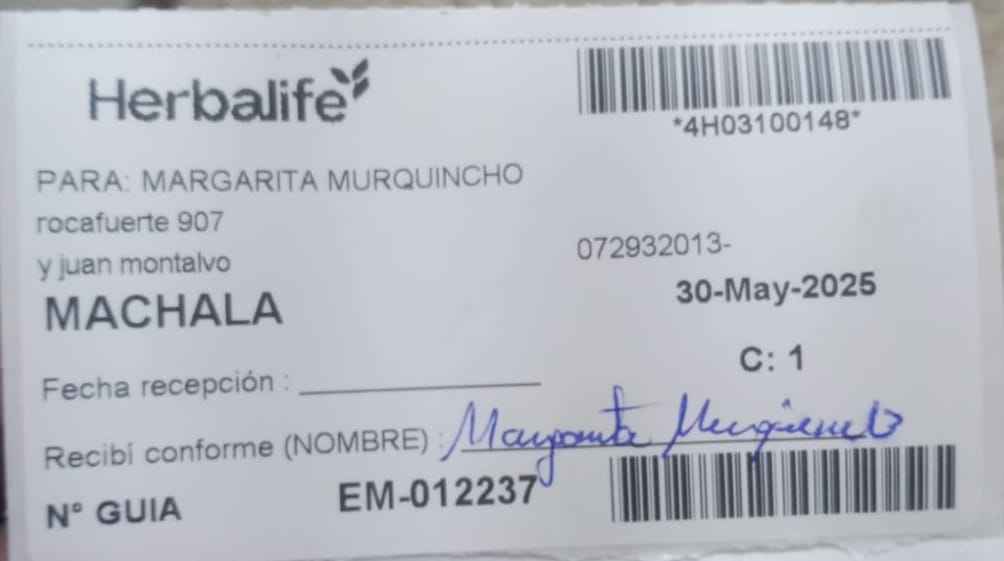 Herbalife
*4H03100148*
PARA: MARGARITA MURQUINCHO
rocafuerte 907
y juan montalvo
072932013-
MACHALA
30-May-2025
C: 1
Fecha recepción : 
Recibí conforme (NOMBRE) : Margarita
N° GUIA EM-012237